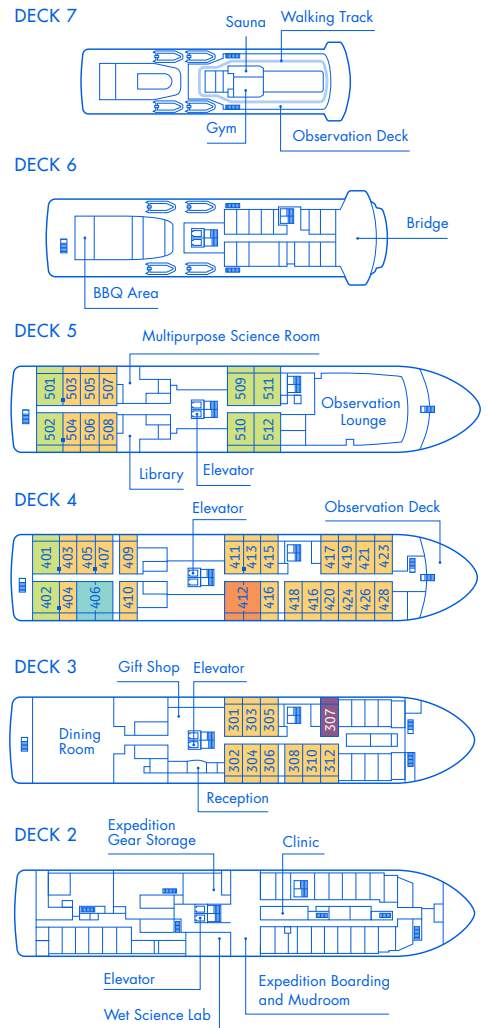 DECK 7
Sauna
Walking Track
Gym
Observation Deck
DECK 6
Bridge
BBQ Area
DECK 5
Multipurpose Science Room
501 503 505 507 509 511
Observation
Lounge
502 504 506 508 510 512
Library
Elevator
DECK 4
Elevator
Observation Deck
401 403 405 407 409 411 413 415 417 419 421 423
402 404 406 410 412 416 418 416 420 424 426 428
DECK 3
Gift Shop
Elevator
301 303 305 307
Dining
Room
302 304 306 308 310 312
Reception
DECK 2
Expedition
Gear Storage
Clinic
Elevator
Expedition Boarding
and Mudroom
Wet Science Lab